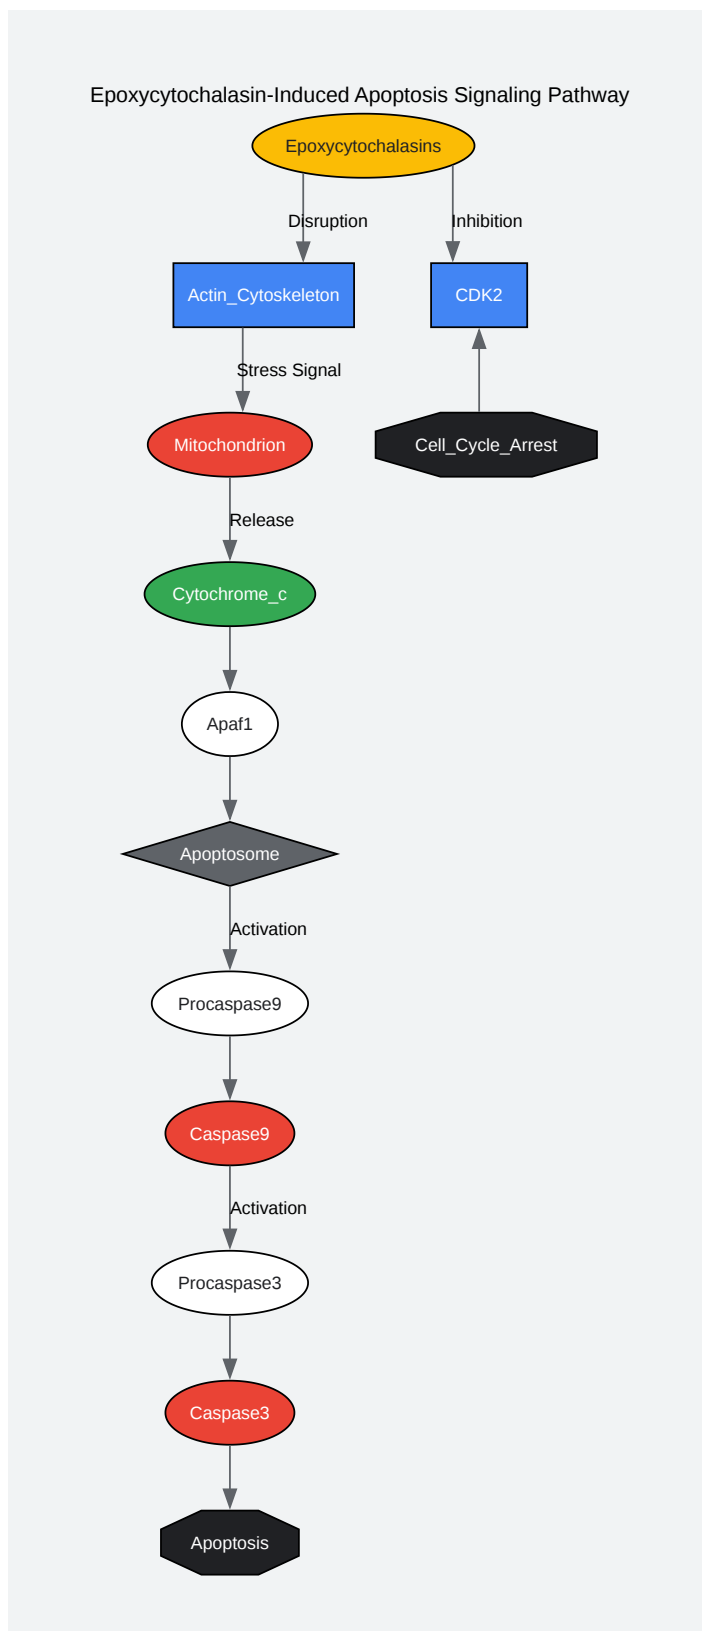 Epoxycytochalasin-Induced Apoptosis Signaling Pathway
Epoxycytochalasins
Disruption
Inhibition
Actin_Cytoskeleton
CDK2
Stress Signal
Mitochondrion
Cell_Cycle_Arrest
Release
Cytochrome_c
Apaf1
Apoptosome
Activation
Procaspase9
Caspase9
Activation
Procaspase3
Caspase3
Apoptosis